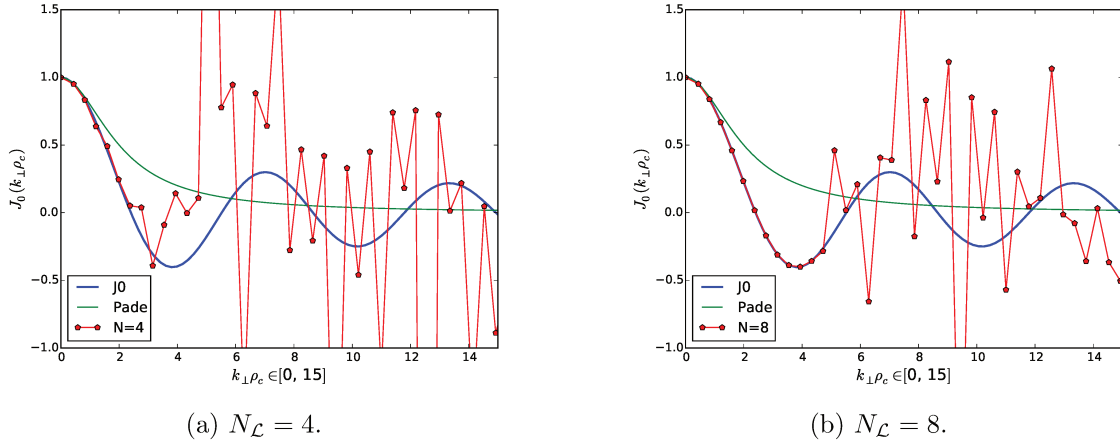 1.5
1.0
0.5
0.0
−0.5
−1.0
J₀(k⊥ρc)
J0
Pade
N=4
0 2 4 6 8 10 12 14
k⊥ρc∈[0, 15]
(a) N_ℒ = 4.
1.5
1.0
0.5
0.0
−0.5
−1.0
J₀(k⊥ρc)
J0
Pade
N=8
0 2 4 6 8 10 12 14
k⊥ρc∈[0, 15]
(b) N_ℒ = 8.